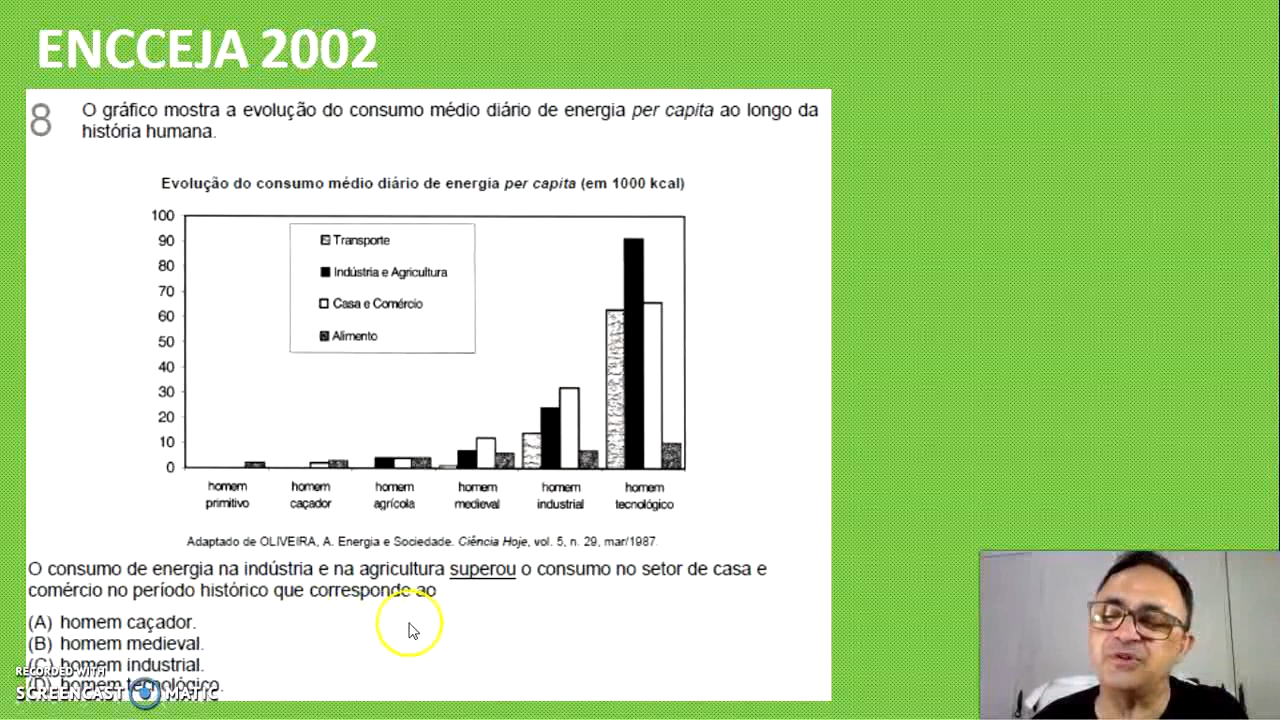 ENCCEJA 2002
8 O gráfico mostra a evolução do consumo médio diário de energia per capita ao longo da
história humana.
Evolução do consumo médio diário de energia per capita (em 1000 kcal)
100
90
80
70
60
50
40
30
20
10
0
Transporte
Indústria e Agricultura
Casa e Comércio
Alimento
homem primitivo
homem caçador
homem agrícola
homem medieval
homem industrial
homem tecnológico
Adaptado de OLIVEIRA, A. Energia e Sociedade. Ciência Hoje, vol. 5, n. 29, mar/1987.
O consumo de energia na indústria e na agricultura superou o consumo no setor de casa e
comércio no período histórico que corresponde ao
(A) homem caçador.
(B) homem medieval.
(C) homem industrial.
(D) homem tecnológico.
RECORDED WITH
SCREENCAST MATIC